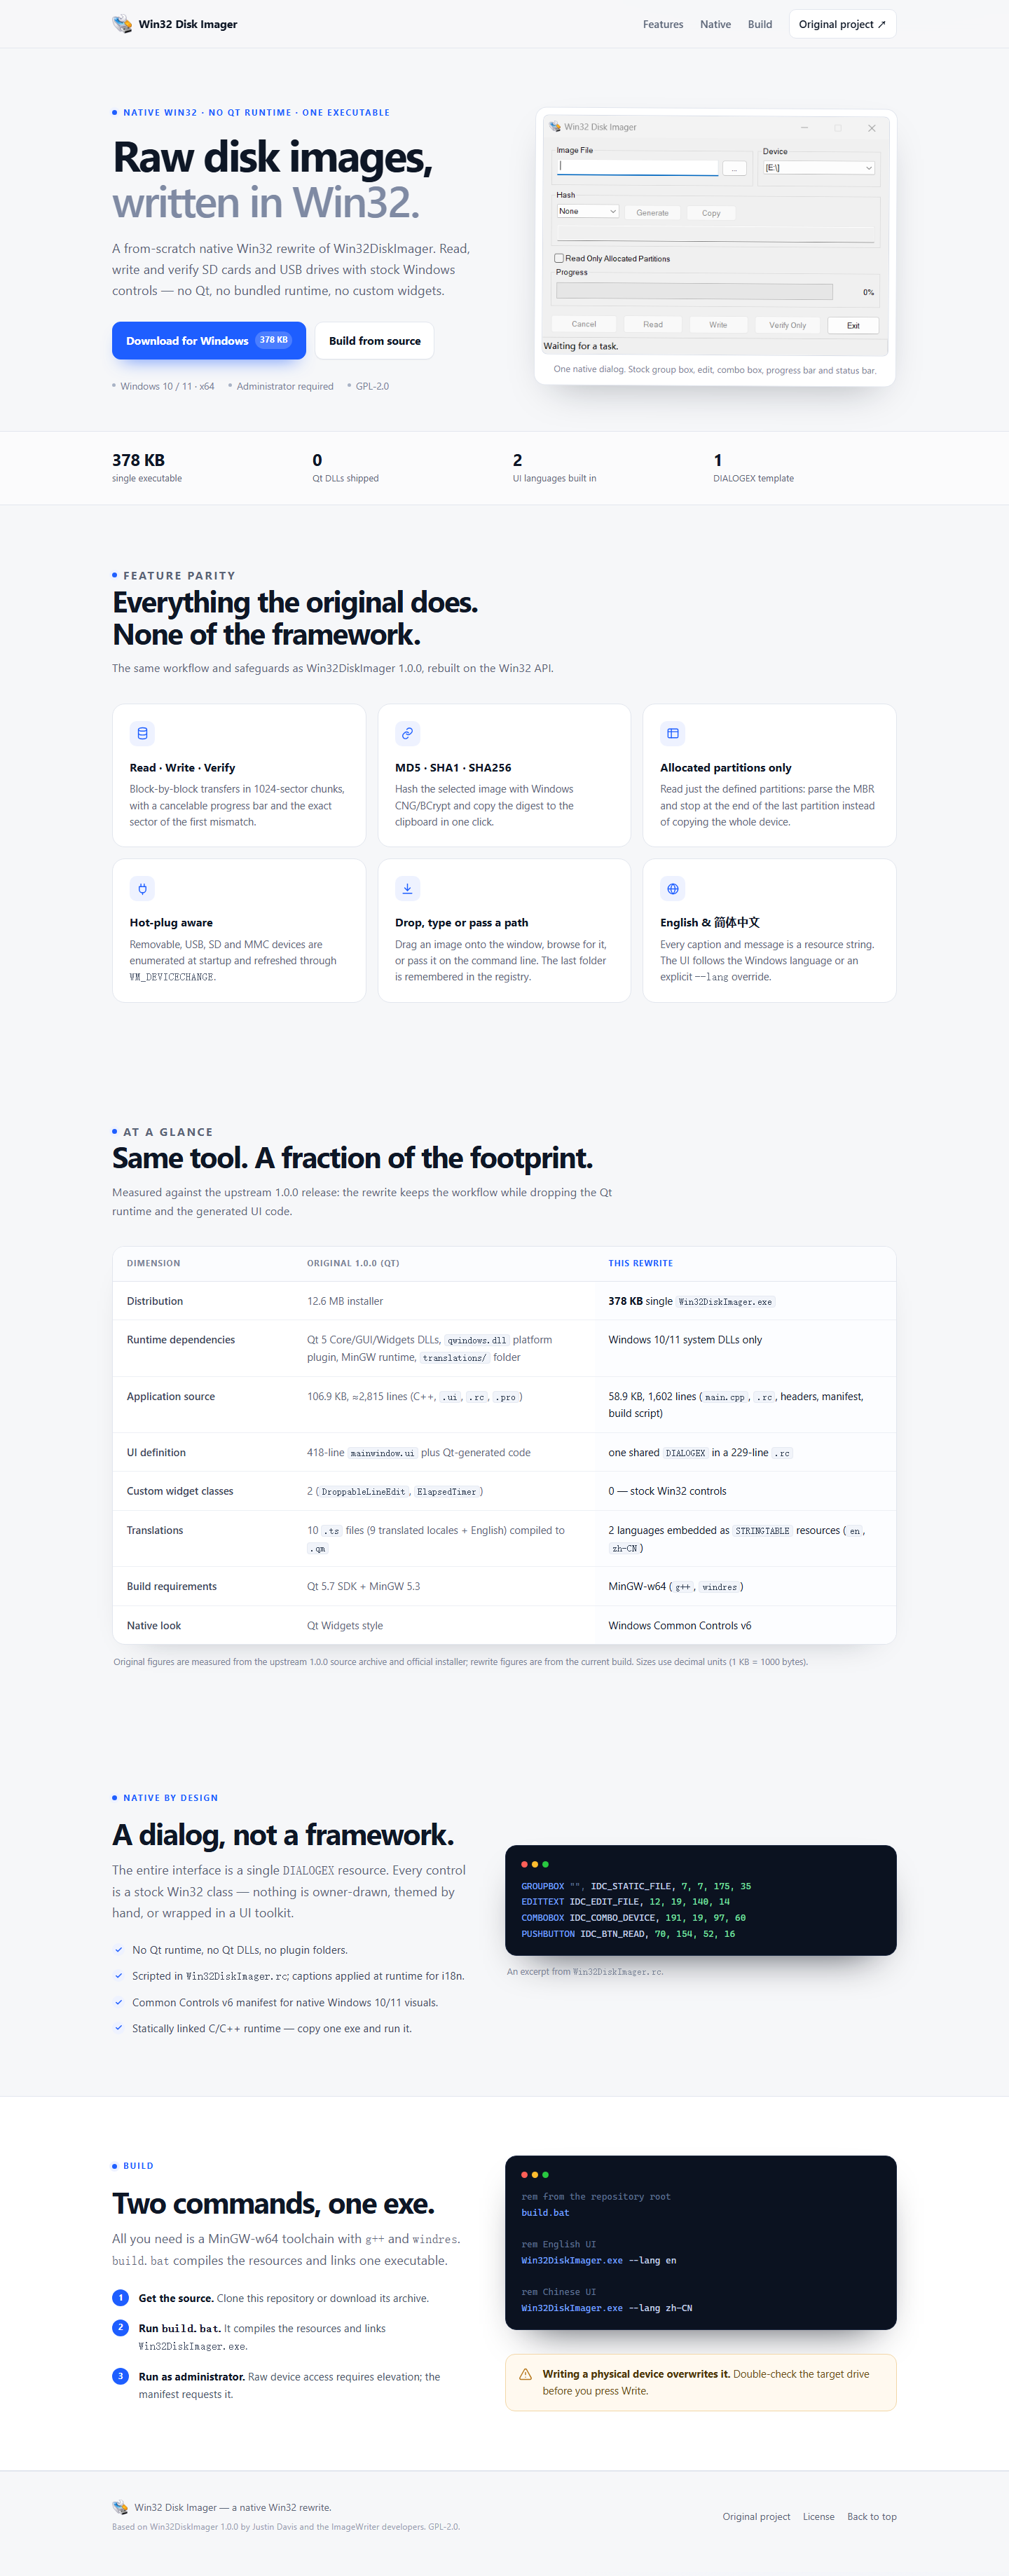 Win32 Disk Imager
Features Native Build Original project ↗
NATIVE WIN32 · NO QT RUNTIME · ONE EXECUTABLE
Raw disk images,
written in Win32.
A from-scratch native Win32 rewrite of Win32DiskImager. Read,
write and verify SD cards and USB drives with stock Windows
controls — no Qt, no bundled runtime, no custom widgets.
Download for Windows 378 KB Build from source
Windows 10 / 11 · x64 Administrator required GPL-2.0
Win32 Disk Imager
Image File Device
... [E:\]
Hash
None Generate Copy
Read Only Allocated Partitions
Progress
0%
Cancel Read Write Verify Only Exit
Waiting for a task.
One native dialog. Stock group box, edit, combo box, progress bar and status bar.
378 KB 0 2 1
single executable Qt DLLs shipped UI languages built in DIALOGEX template
FEATURE PARITY
Everything the original does.
None of the framework.
The same workflow and safeguards as Win32DiskImager 1.0.0, rebuilt on the Win32 API.
Read · Write · Verify
Block-by-block transfers in 1024-sector chunks,
with a cancelable progress bar and the exact
sector of the first mismatch.
MD5 · SHA1 · SHA256
Hash the selected image with Windows
CNG/BCrypt and copy the digest to the
clipboard in one click.
Allocated partitions only
Read just the defined partitions: parse the MBR
and stop at the end of the last partition instead
of copying the whole device.
Hot-plug aware
Removable, USB, SD and MMC devices are
enumerated at startup and refreshed through
WM_DEVICECHANGE.
Drop, type or pass a path
Drag an image onto the window, browse for it,
or pass it on the command line. The last folder
is remembered in the registry.
English & 简体中文
Every caption and message is a resource string.
The UI follows the Windows language or an
explicit --lang override.
AT A GLANCE
Same tool. A fraction of the footprint.
Measured against the upstream 1.0.0 release: the rewrite keeps the workflow while dropping the Qt
runtime and the generated UI code.
DIMENSION ORIGINAL 1.0.0 (QT) THIS REWRITE
Distribution 12.6 MB installer 378 KB single Win32DiskImager.exe
Runtime dependencies Qt 5 Core/GUI/Widgets DLLs, qwindows.dll platform Windows 10/11 system DLLs only
plugin, MinGW runtime, translations/ folder
Application source 106.9 KB, ≈2,815 lines (C++, .ui, .rc, .pro) 58.9 KB, 1,602 lines (main.cpp, .rc, headers, manifest,
build script)
UI definition 418-line mainwindow.ui plus Qt-generated code one shared DIALOGEX in a 229-line .rc
Custom widget classes 2 (DroppableLineEdit, ElapsedTimer) 0 — stock Win32 controls
Translations 10 .ts files (9 translated locales + English) compiled to 2 languages embedded as STRINGTABLE resources (en,
.qm zh-CN)
Build requirements Qt 5.7 SDK + MinGW 5.3 MinGW-w64 (g++, windres)
Native look Qt Widgets style Windows Common Controls v6
Original figures are measured from the upstream 1.0.0 source archive and official installer; rewrite figures are from the current build. Sizes use decimal units (1 KB = 1000 bytes).
NATIVE BY DESIGN
A dialog, not a framework.
The entire interface is a single DIALOGEX resource. Every control
is a stock Win32 class — nothing is owner-drawn, themed by
hand, or wrapped in a UI toolkit.
No Qt runtime, no Qt DLLs, no plugin folders.
Scripted in Win32DiskImager.rc; captions applied at runtime for i18n.
Common Controls v6 manifest for native Windows 10/11 visuals.
Statically linked C/C++ runtime — copy one exe and run it.
GROUPBOX "", IDC_STATIC_FILE, 7, 7, 175, 35
EDITTEXT IDC_EDIT_FILE, 12, 19, 140, 14
COMBOBOX IDC_COMBO_DEVICE, 191, 19, 97, 60
PUSHBUTTON IDC_BTN_READ, 70, 154, 52, 16
An excerpt from Win32DiskImager.rc.
BUILD
Two commands, one exe.
All you need is a MinGW-w64 toolchain with g++ and windres.
build.bat compiles the resources and links one executable.
1 Get the source. Clone this repository or download its archive.
2 Run build.bat. It compiles the resources and links
Win32DiskImager.exe.
3 Run as administrator. Raw device access requires elevation; the
manifest requests it.
rem from the repository root
build.bat
rem English UI
Win32DiskImager.exe --lang en
rem Chinese UI
Win32DiskImager.exe --lang zh-CN
Writing a physical device overwrites it. Double-check the target drive
before you press Write.
Win32 Disk Imager — a native Win32 rewrite.
Based on Win32DiskImager 1.0.0 by Justin Davis and the ImageWriter developers. GPL-2.0.
Original project License Back to top